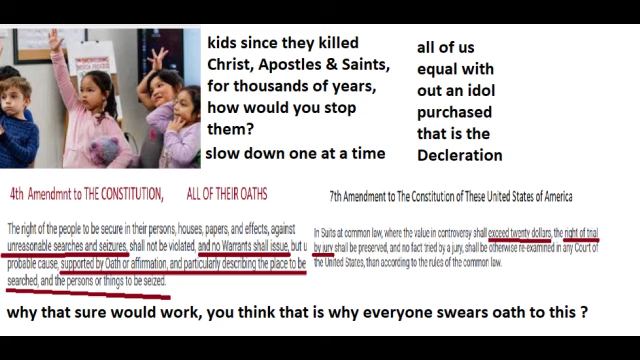 kids since they killed
Christ, Apostles & Saints,
for thousands of years,
how would you stop
them?
slow down one at a time
all of us
equal with
out an idol
purchased
that is the
Decleration
4th Amendmnt to THE CONSTITUTION, ALL OF THEIR OATHS
The right of the people to be secure in their persons, houses, papers, and effects, against
unreasonable searches and seizures, shall not be violated, and no Warrants shall issue, but u
probable cause, supported by Oath or affirmation, and particularly describing the place to be
searched, and the persons or things to be seized.
7th Amendment to The Constitution of These United States of America
In Suits at common law, where the value in controversy shall exceed twenty dollars, the right of trial
by jury shall be preserved, and no fact tried by a jury, shall be otherwise re-examined in any Court of
the United States, than according to the rules of the common law.
why that sure would work, you think that is why everyone swears oath to this ?